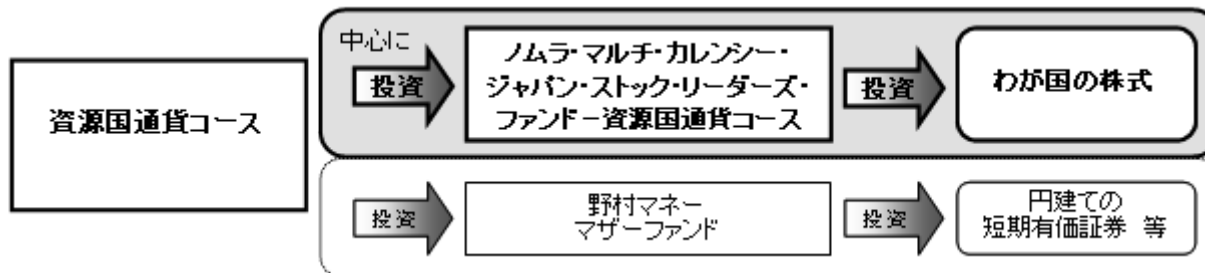 資源国通貨コース
中心に
投資
ノムラ・マルチ・カレンシー・
ジャパン・ストック・リーダーズ・
ファンド－資源国通貨コース
投資
わが国の株式
投資
野村マネー
マザーファンド
投資
円建ての
短期有価証券 等